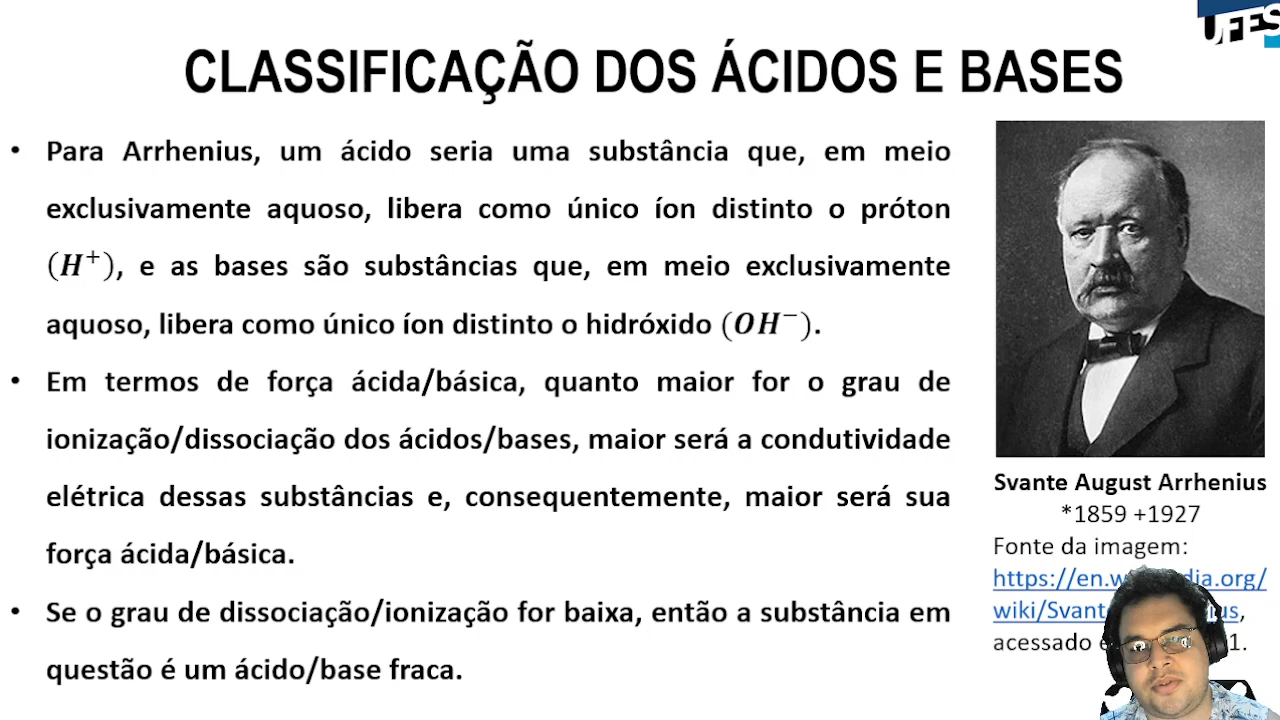 UFES
CLASSIFICAÇÃO DOS ÁCIDOS E BASES
• Para Arrhenius, um ácido seria uma substância que, em meio
exclusivamente aquoso, libera como único íon distinto o próton
(H⁺), e as bases são substâncias que, em meio exclusivamente
aquoso, libera como único íon distinto o hidróxido (OH⁻).
• Em termos de força ácida/básica, quanto maior for o grau de
ionização/dissociação dos ácidos/bases, maior será a condutividade
elétrica dessas substâncias e, consequentemente, maior será sua
força ácida/básica.
• Se o grau de dissociação/ionização for baixa, então a substância em
questão é um ácido/base fraca.
Svante August Arrhenius
*1859 +1927
Fonte da imagem:
https://en.w dia.org/
wiki/Svant us,
acessado 1.